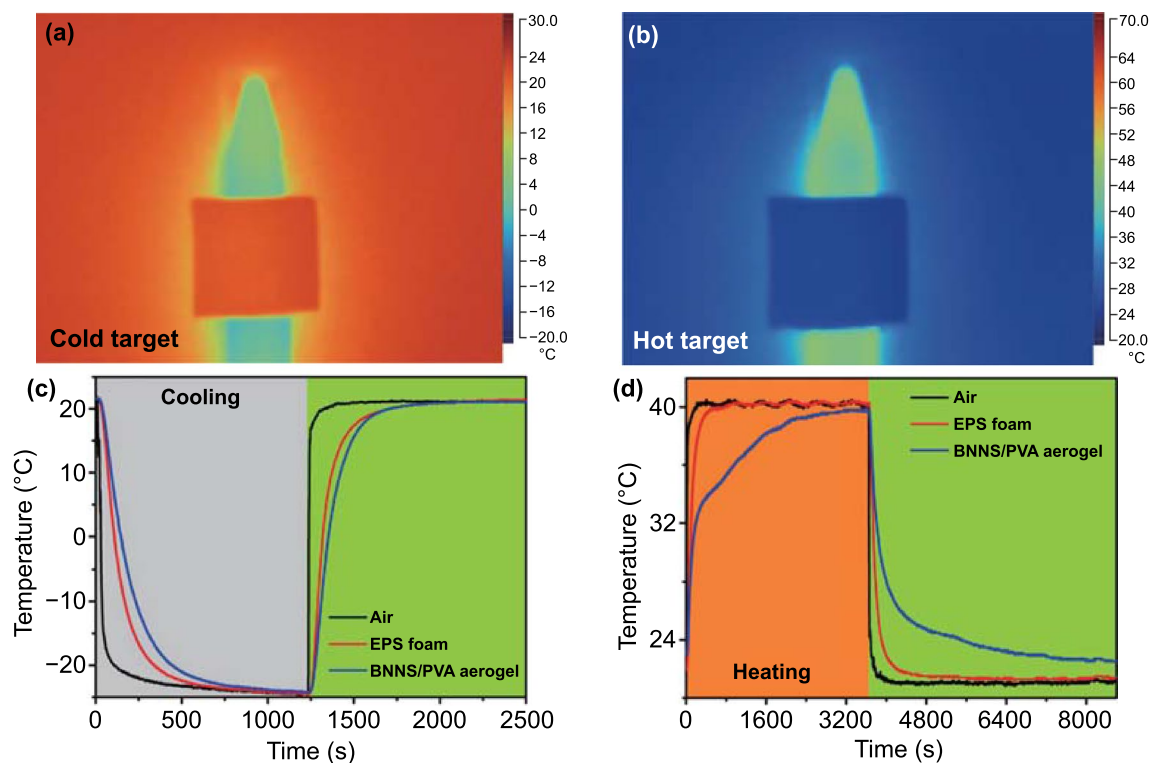 (a)
Cold target
30.0
24
20
16
12
8
4
0
−4
−8
−12
−16
−20.0
°C
(b)
Hot target
70.0
64
60
56
52
48
44
40
36
32
28
24
20.0
°C
(c)
Cooling
20
10
0
−10
−20
Temperature (°C)
Air
EPS foam
BNNS/PVA aerogel
0
500
1000
1500
2000
2500
Time (s)
(d)
Heating
40
32
24
Temperature (°C)
Air
EPS foam
BNNS/PVA aerogel
0
1600
3200
4800
6400
8000
Time (s)